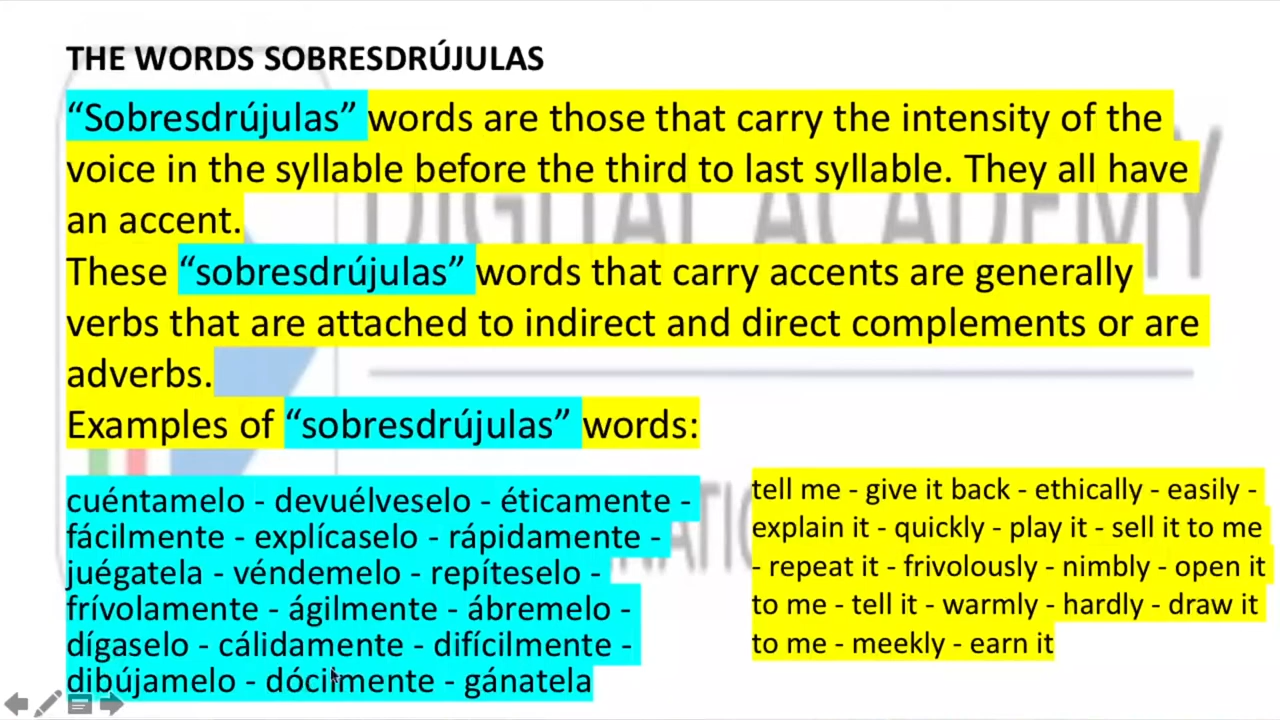 THE WORDS SOBRESDRÚJULAS
“Sobresdrújulas” words are those that carry the intensity of the
voice in the syllable before the third to last syllable. They all have
an accent.
These “sobresdrújulas” words that carry accents are generally
verbs that are attached to indirect and direct complements or are
adverbs.
Examples of “sobresdrújulas” words:
cuéntamelo - devuélveselo - éticamente -
fácilmente - explícaselo - rápidamente -
juégatela - véndemelo - repíteselo -
frívolamente - ágilmente - ábremelo -
dígaselo - cálidamente - difícilmente -
dibújamelo - dócilmente - gánatela
tell me - give it back - ethically - easily -
explain it - quickly - play it - sell it to me
- repeat it - frivolously - nimbly - open it
to me - tell it - warmly - hardly - draw it
to me - meekly - earn it
DIGITAL ACADEMY